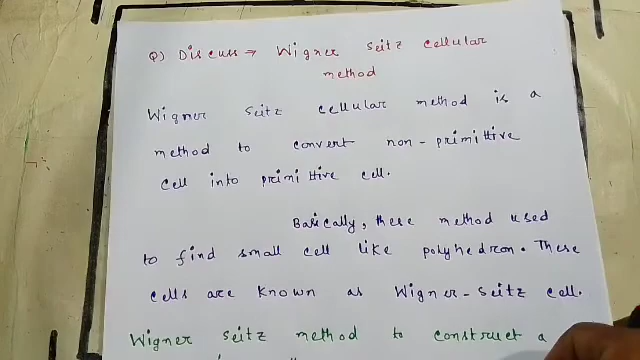 Q) Discuss → Wigner Seitz cellular
method
Wigner Seitz cellular method is a
method to convert non-primittive
cell into primittive cell.
Basically, these method used
to find small cell like polyhedron. These
cells are known as Wigner-Seitz cell.
Wigner Seitz method to construct a